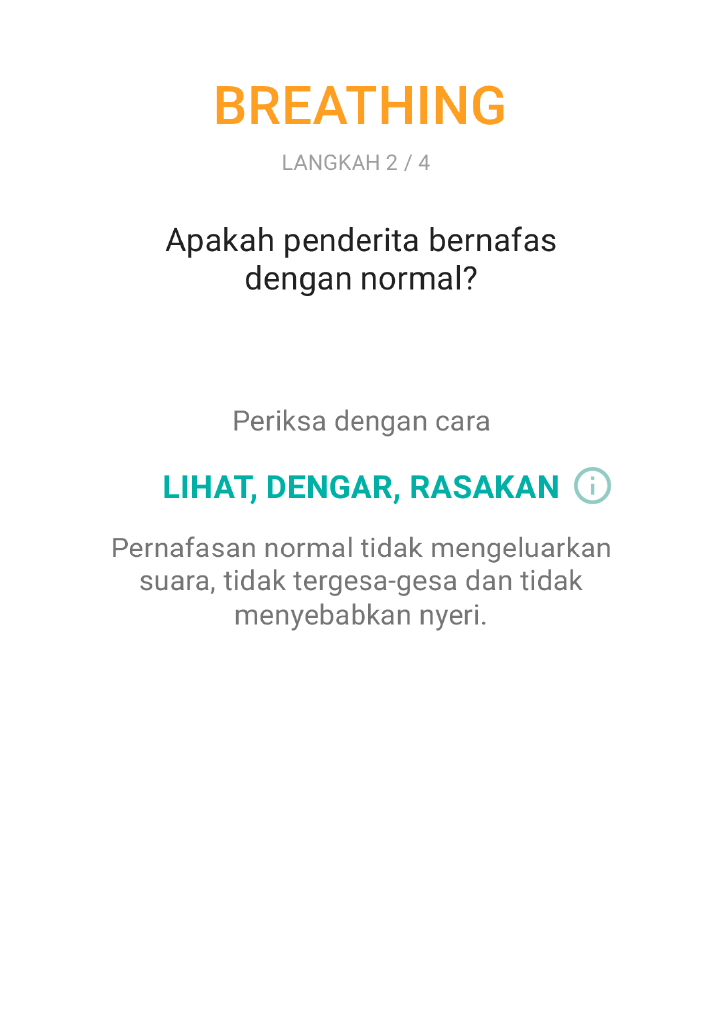 BREATHING
LANGKAH 2 / 4
Apakah penderita bernafas
dengan normal?
Periksa dengan cara
LIHAT, DENGAR, RASAKAN
Pernafasan normal tidak mengeluarkan
suara, tidak tergesa-gesa dan tidak
menyebabkan nyeri.